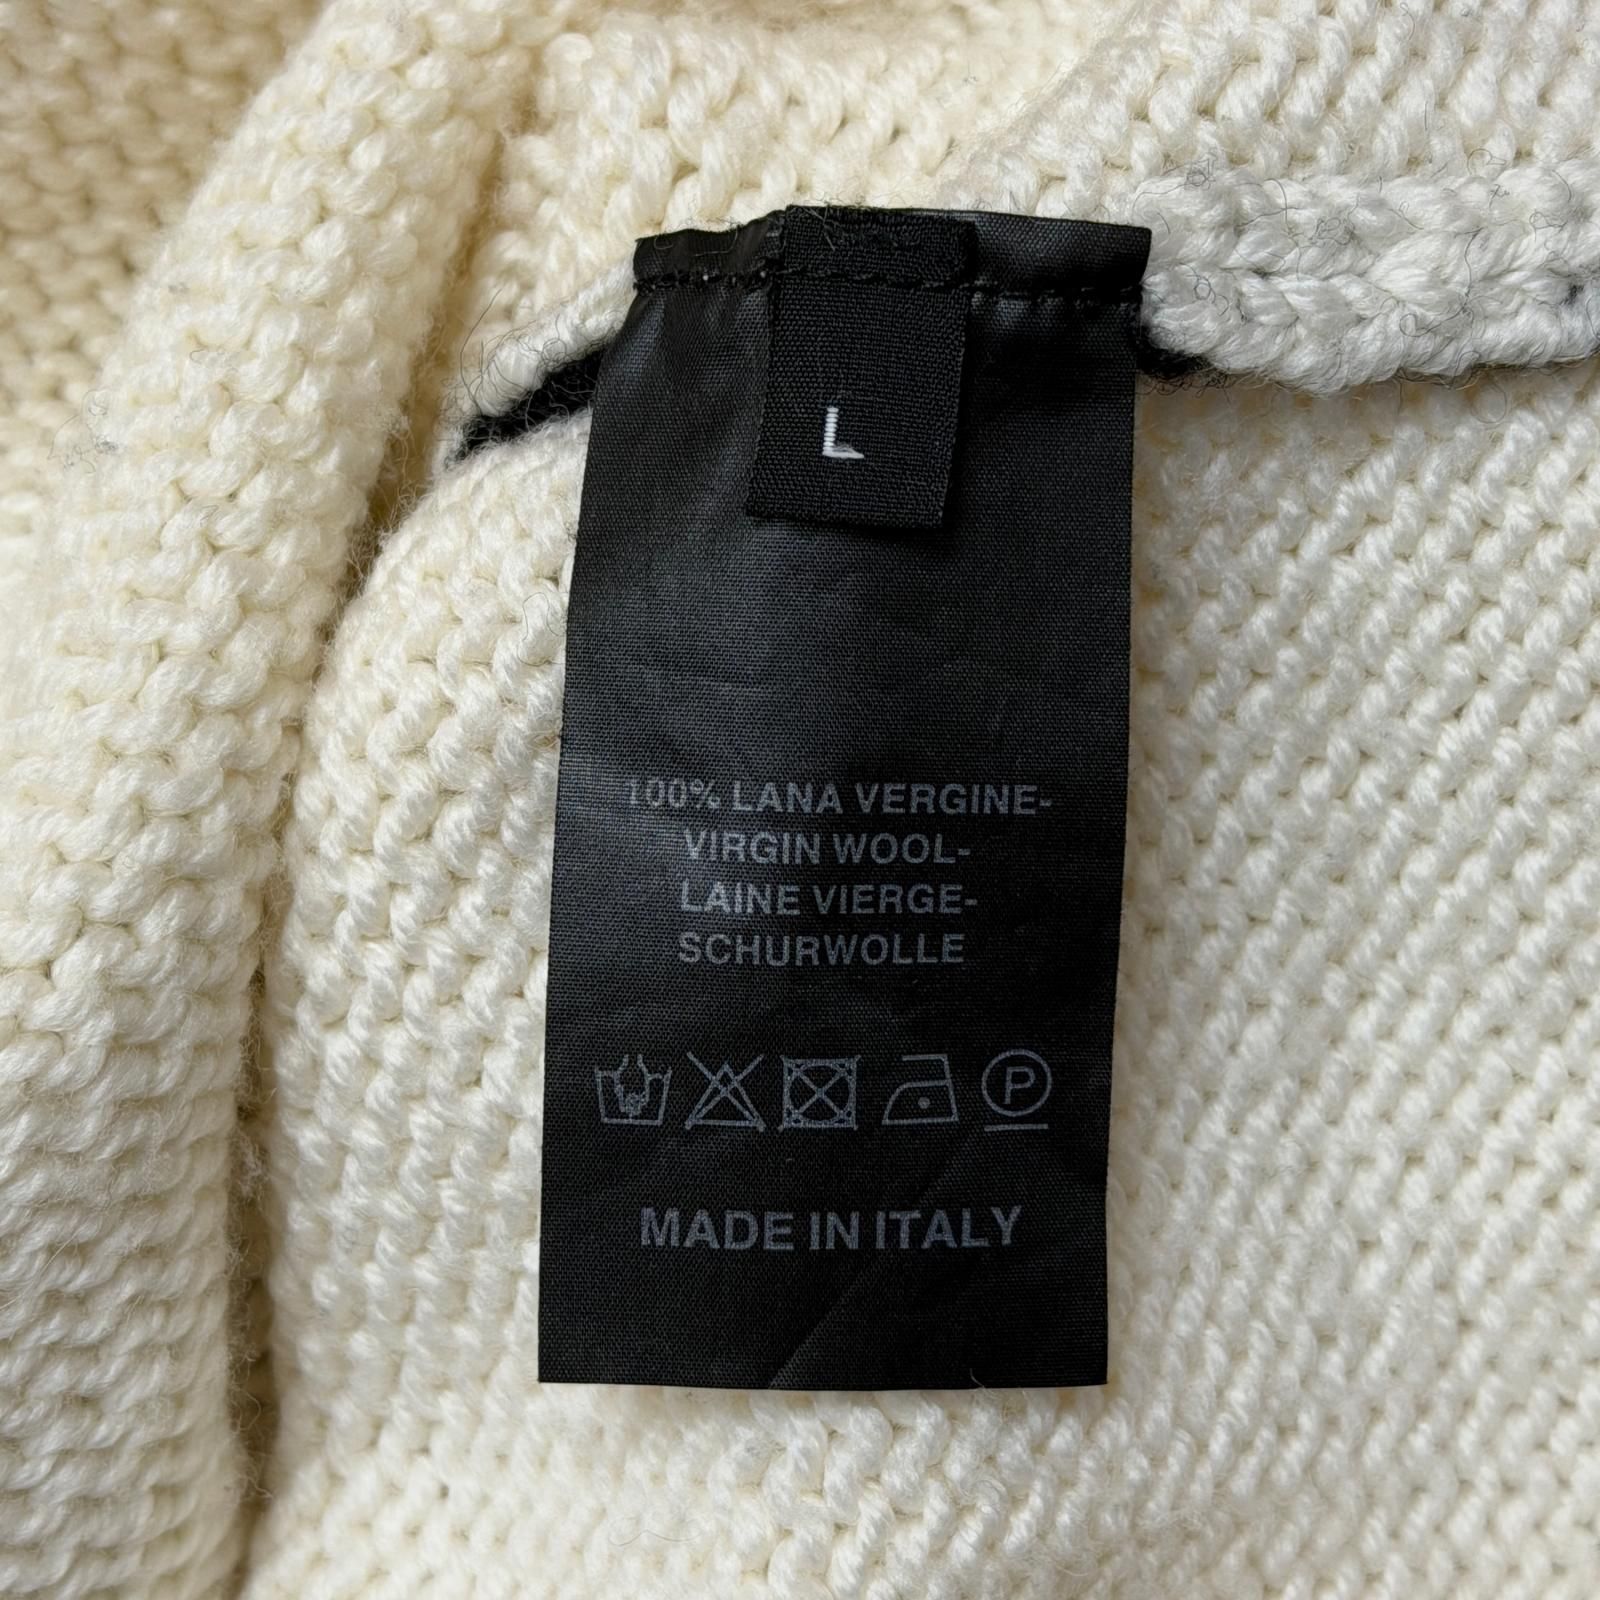 L
100% LANA VERGINE-
VIRGIN WOOL-
LAINE VIERGE-
SCHURWOLLE
P
MADE IN ITALY